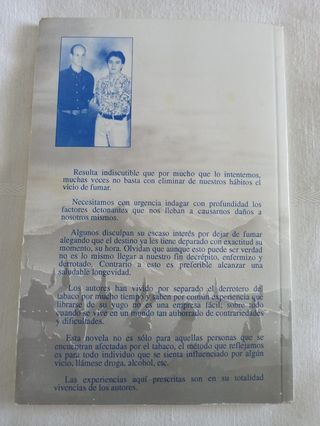 Resulta indiscutible que por mucho que lo intentemos,
muchas veces no basta con eliminar de nuestros hábitos el
vicio de fumar.
Necesitamos con urgencia indagar con profundidad los
factores detonantes que nos lleban a causarnos daños a
nosotros mismos.
Algunos disculpan su escaso interés por dejar de fumar
alegando que el destino ya les tiene deparado con exactitud su
momento, su hora. Olvidan que aunque esto puede ser verdad
no es lo mismo llegar a nuestro fin decrépito, enfermizo y
derrotado. Contrario a esto es preferible alcanzar una
saludable longevidad.
Los autores han vivido por separado el derrotero del
tabaco por mucho tiempo y saben por común experiencia que
librarse de su yugo no es una empresa fácil, sobre todo
cuando se vive en un mundo tan atiborrado de contrariedades
y dificultades.
Esta novela no es sólo para aquellas personas que se
encuentran afectadas por el tabaco, el método que reflejamos
es para todo individuo que se sienta influenciado por algún
vicio, llámese droga, alcohol, etc.
Las experiencias aquí prescritas son en su totalidad
vivencias de los autores.